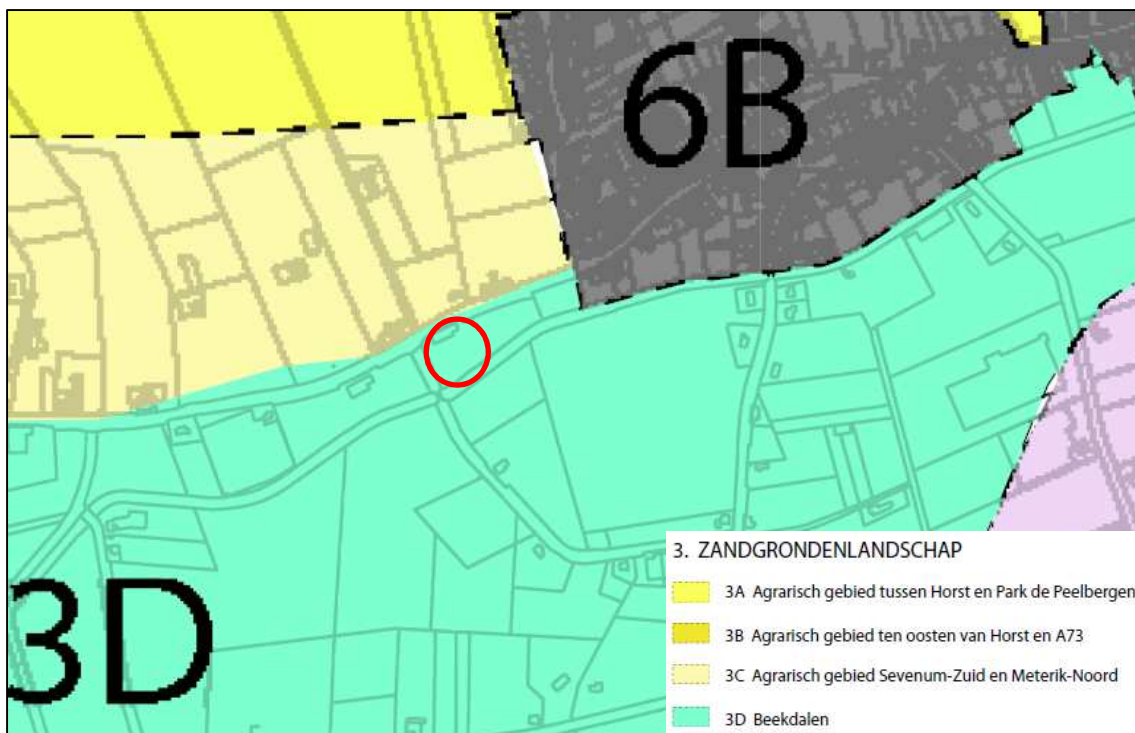 6B
3D
3. ZANDGRONDENLANDSCHAP
3A Agrarisch gebied tussen Horst en Park de Peelbergen
3B Agrarisch gebied ten oosten van Horst en A73
3C Agrarisch gebied Sevenum-Zuid en Meterik-Noord
3D Beekdalen